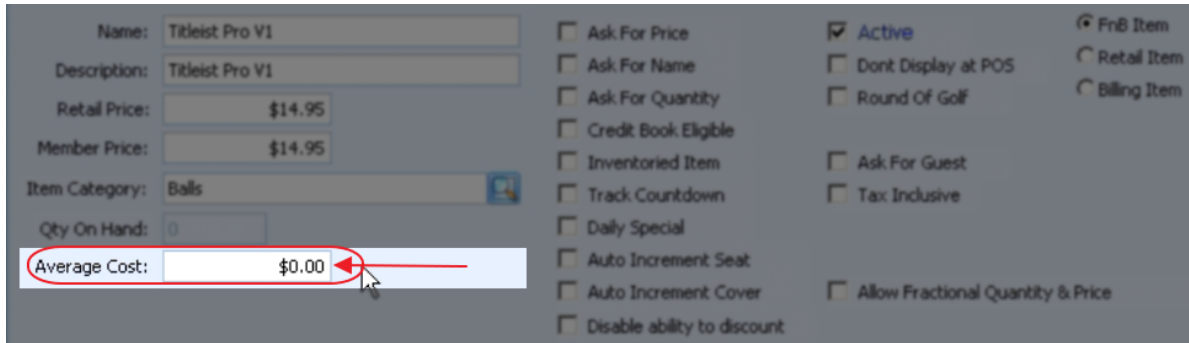 Name: Titleist Pro V1
Description: Titleist Pro V1
Retail Price: $14.95
Member Price: $14.95
Item Category: Balls
Qty On Hand: 0
Average Cost: $0.00
Ask For Price
Ask For Name
Ask For Quantity
Credit Book Eligible
Inventoried Item
Track Countdown
Daily Special
Auto Increment Seat
Auto Increment Cover
Disable ability to discount
Active
Dont Display at POS
Round Of Golf
Ask For Guest
Tax Inclusive
Allow Fractional Quantity & Price
FnB Item
Retail Item
Billing Item